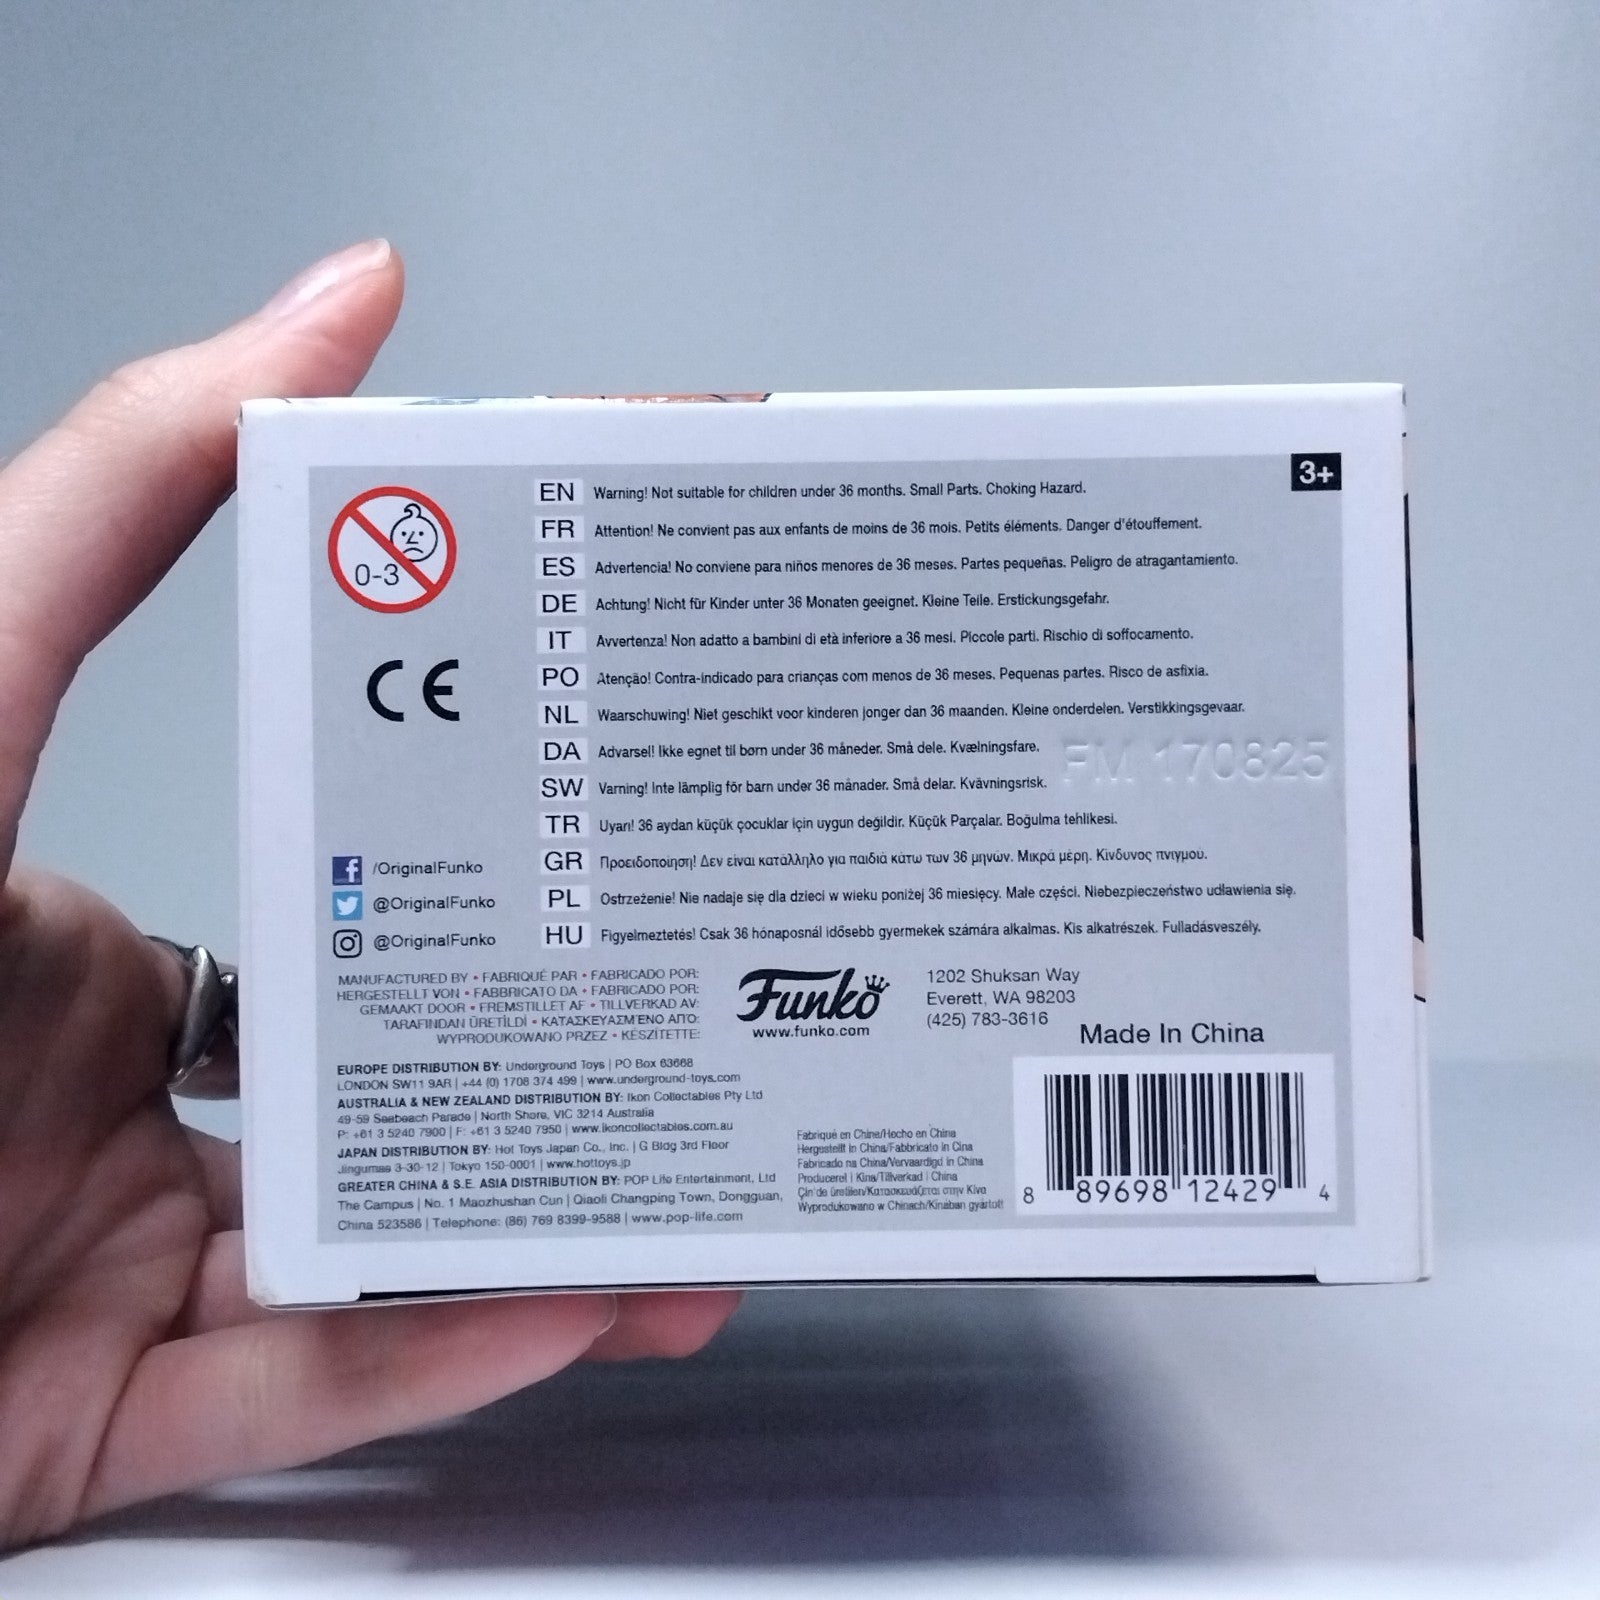 3+
0-3
CE
EN Warning! Not suitable for children under 36 months. Small Parts. Choking Hazard.
FR Attention! Ne convient pas aux enfants de moins de 36 mois. Petits éléments. Danger d'étouffement.
ES Advertencia! No conviene para niños menores de 36 meses. Partes pequeñas. Peligro de atragantamiento.
DE Achtung! Nicht für Kinder unter 36 Monaten geeignet. Kleine Teile. Erstickungsgefahr.
IT Avvertenza! Non adatto a bambini di età inferiore a 36 mesi. Piccole parti. Rischio di soffocamento.
PO Atenção! Contra-indicado para crianças com menos de 36 meses. Pequenas partes. Risco de asfixia.
NL Waarschuwing! Niet geschikt voor kinderen jonger dan 36 maanden. Kleine onderdelen. Verstikkingsgevaar.
DA Advarsel! Ikke egnet til børn under 36 måneder. Små dele. Kvælningsfare.
FM 170825
SW Varning! Inte lämplig för barn under 36 månader. Små delar. Kvävningsrisk.
TR Uyarı! 36 aydan küçük çocuklar için uygun değildir. Küçük Parçalar. Boğulma tehlikesi.
GR Προειδοποίηση! Δεν είναι κατάλληλο για παιδιά κάτω των 36 μηνών. Μικρά μέρη. Κίνδυνος πνιγμού.
PL Ostrzeżenie! Nie nadaje się dla dzieci w wieku poniżej 36 miesięcy. Małe części. Niebezpieczeństwo udławienia się.
HU Figyelmeztetés! Csak 36 hónaposnál idősebb gyermekek számára alkalmas. Kis alkatrészek. Fulladásveszély.
/OriginalFunko
@OriginalFunko
@OriginalFunko
MANUFACTURED BY • FABRIQUÉ PAR • FABRICADO POR:
HERGESTELLT VON • FABBRICATO DA • FABRICADO POR:
GEMAAKT DOOR • FREMSTILLET AF • TILLVERKAD AV:
TARAFINDAN ÜRETİLDİ • ΚΑΤΑΣΚΕΥΑΣΜΈΝΟ ΑΠΌ:
WYPRODUKOWANO PRZEZ • KÉSZÍTETTE:
Funko
www.funko.com
1202 Shuksan Way
Everett, WA 98203
(425) 783-3616
Made In China
EUROPE DISTRIBUTION BY: Underground Toys | PO Box 63668
LONDON SW11 9AR | +44 (0) 1708 374 499 | www.underground-toys.com
AUSTRALIA & NEW ZEALAND DISTRIBUTION BY: Ikon Collectables Pty Ltd
49-59 Seabeach Parade | North Shore, VIC 3214 Australia
P: +61 3 5240 7900 | F: +61 3 5240 7950 | www.ikoncollectables.com.au
JAPAN DISTRIBUTION BY: Hot Toys Japan Co., Inc. | G Bldg 3rd Floor
Jingumae 3-30-12 | Tokyo 150-0001 | www.hottoys.jp
GREATER CHINA & S.E. ASIA DISTRIBUTION BY: POP Life Entertainment, Ltd
The Campus | No. 1 Maozhushan Cun | Qiaoli Changping Town, Dongguan,
China 523586 | Telephone: (86) 769 8399-9588 | www.pop-life.com
Fabriqué en Chine/Hecho en China
Hergestellt in China/Fabbricato in Cina
Fabricado na China/Vervaardigd in China
Producerel i Kina/Tillverkad i China
Çin'de üretilen/Κατασκευάζεται στην Κίνα
Wyprodukowano w Chinach/Kínában gyártott
8 89698 12429 4